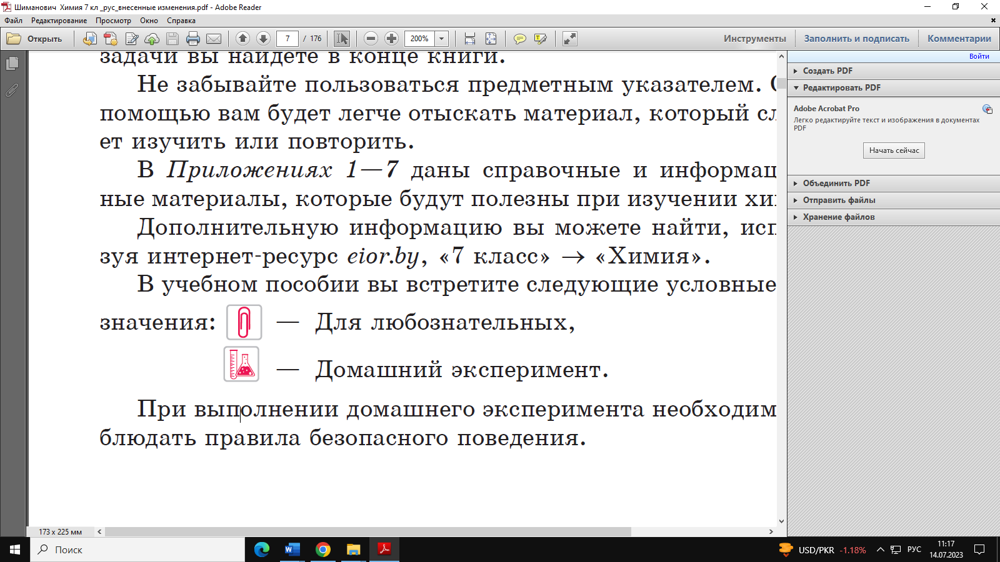 Шиманович Химия 7 кл _рус_внесенные изменения.pdf - Adobe Reader
Файл Редактирование Просмотр Окно Справка
Открыть 7 / 176 200% Инструменты Заполнить и подписать Комментарии
Войти
Создать PDF
Редактировать PDF
Adobe Acrobat Pro
Легко редактируйте текст и изображения в документах
PDF
Начать сейчас
Объединить PDF
Отправить файлы
Хранение файлов
задачи вы найдете в конце книги.
Не забывайте пользоваться предметным указателем. С
помощью вам будет легче отыскать материал, который сл
ет изучить или повторить.
В Приложениях 1—7 даны справочные и информац
ные материалы, которые будут полезны при изучении хи
Дополнительную информацию вы можете найти, исп
зуя интернет-ресурс eior.by, «7 класс» → «Химия».
В учебном пособии вы встретите следующие условные
значения: — Для любознательных,
— Домашний эксперимент.
При выполнении домашнего эксперимента необходим
блюдать правила безопасного поведения.
173 x 225 мм
Поиск
USD/PKR -1.18% РУС 11:17
14.07.2023